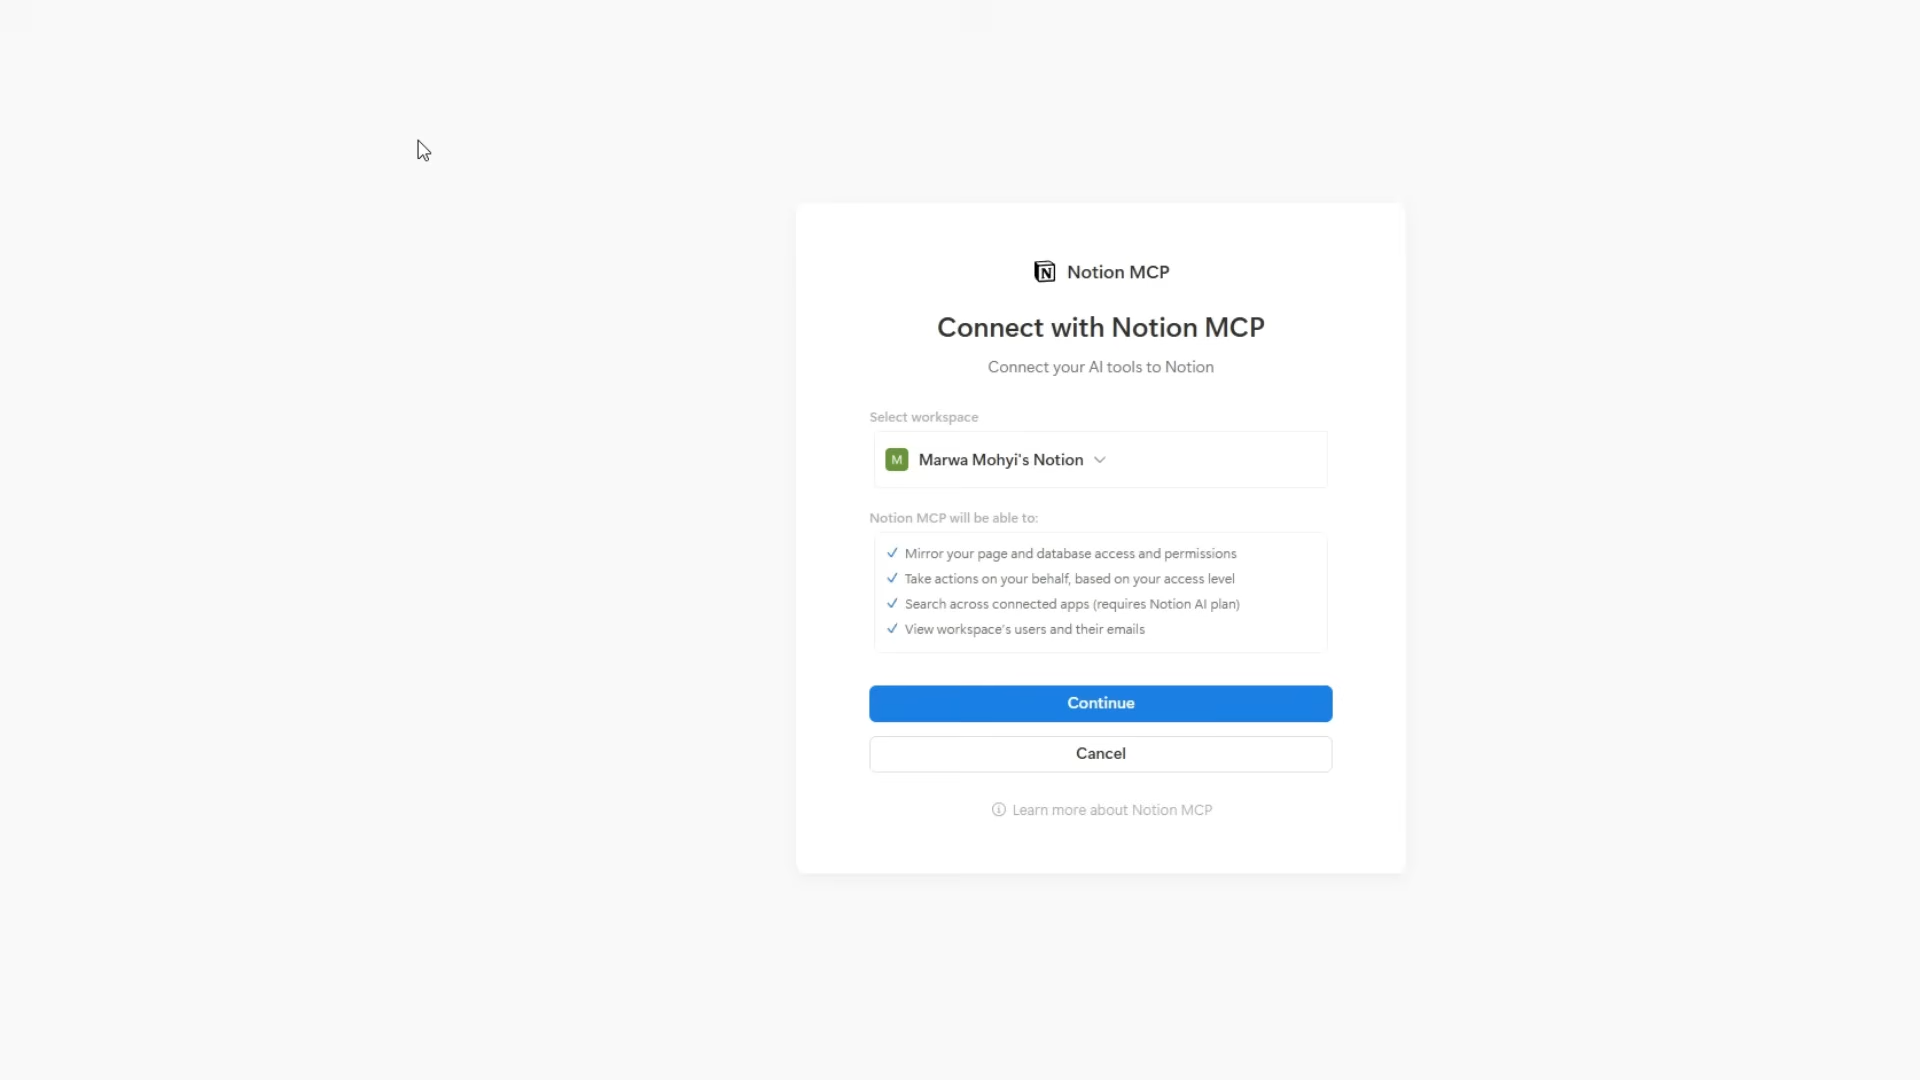 Notion MCP
Connect with Notion MCP
Connect your AI tools to Notion
Select workspace
M Marwa Mohyi's Notion
Notion MCP will be able to:
Mirror your page and database access and permissions
Take actions on your behalf, based on your access level
Search across connected apps (requires Notion AI plan)
View workspace's users and their emails
Continue
Cancel
Learn more about Notion MCP